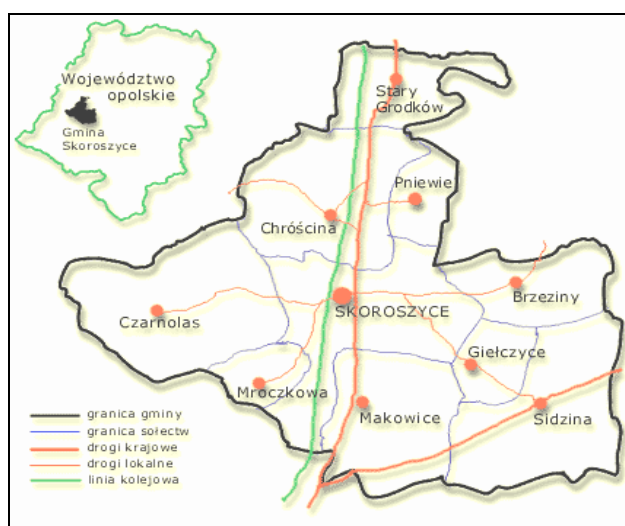 Województwo
opolskie
Gmina
Skoroszyce
Stary
Grodków
Pniewie
Chróścina
Brzeziny
SKOROSZYCE
Czarnolas
Giełczyce
Mroczkowa
Makowice
Sidzina
granica gminy
granica sołectw
drogi krajowe
drogi lokalne
linia kolejowa